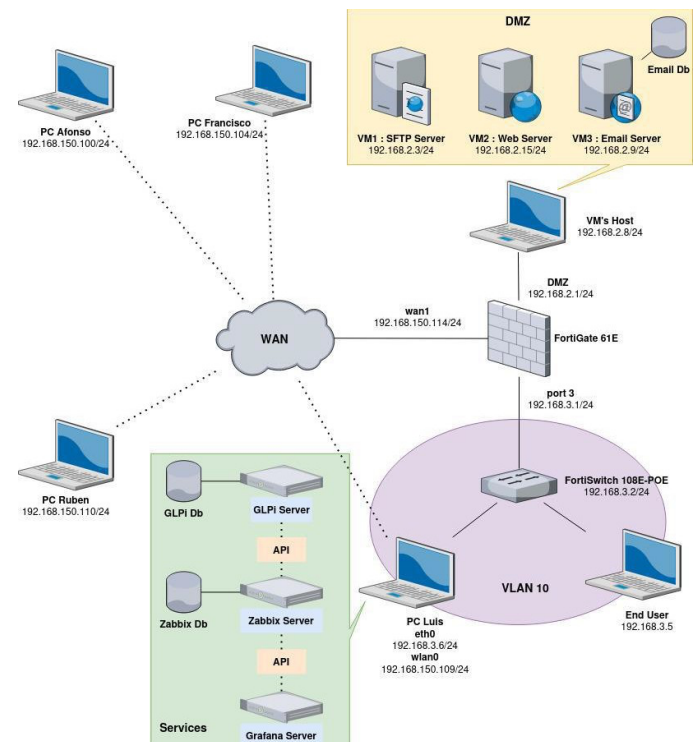 DMZ
Email Db
VM1 : SFTP Server
192.168.2.3/24
VM2 : Web Server
192.168.2.15/24
VM3 : Email Server
192.168.2.9/24
PC Afonso
192.168.150.100/24
PC Francisco
192.168.150.104/24
VM's Host
192.168.2.8/24
DMZ
192.168.2.1/24
wan1
192.168.150.114/24
WAN
FortiGate 61E
port 3
192.168.3.1/24
PC Ruben
192.168.150.110/24
FortiSwitch 108E-POE
192.168.3.2/24
GLPi Db
GLPi Server
API
Zabbix Db
Zabbix Server
API
Services
Grafana Server
VLAN 10
PC Luis
eth0
192.168.3.6/24
wlan0
192.168.150.109/24
End User
192.168.3.5